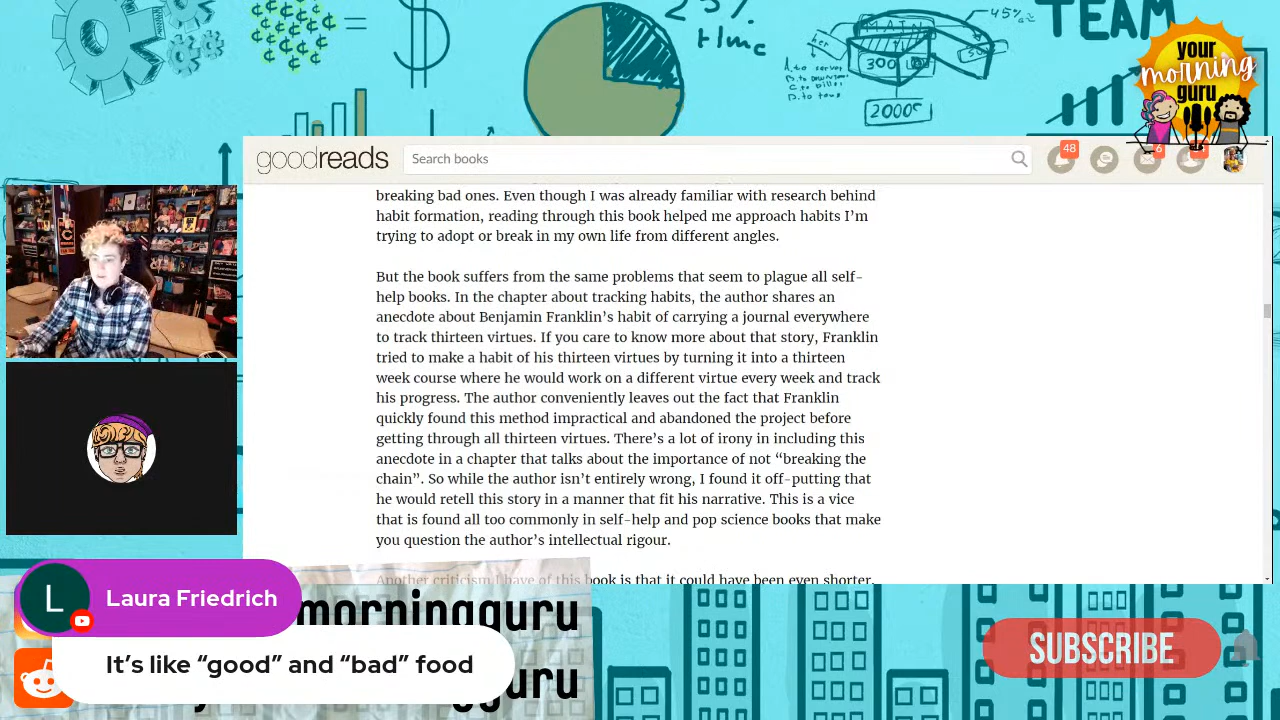 25%
time
45%
TEAM
300
2000
your
morning
guru
goodreads
Search books
48
6
breaking bad ones. Even though I was already familiar with research behind
habit formation, reading through this book helped me approach habits I’m
trying to adopt or break in my own life from different angles.
But the book suffers from the same problems that seem to plague all self-
help books. In the chapter about tracking habits, the author shares an
anecdote about Benjamin Franklin’s habit of carrying a journal everywhere
to track thirteen virtues. If you care to know more about that story, Franklin
tried to make a habit of his thirteen virtues by turning it into a thirteen
week course where he would work on a different virtue every week and track
his progress. The author conveniently leaves out the fact that Franklin
quickly found this method impractical and abandoned the project before
getting through all thirteen virtues. There’s a lot of irony in including this
anecdote in a chapter that talks about the importance of not “breaking the
chain”. So while the author isn’t entirely wrong, I found it off-putting that
he would retell this story in a manner that fit his narrative. This is a vice
that is found all too commonly in self-help and pop science books that make
you question the author’s intellectual rigour.
Another criticism I have of this book is that it could have been even shorter.
L
Laura Friedrich
morningguru
It’s like “good” and “bad” food
guru
SUBSCRIBE